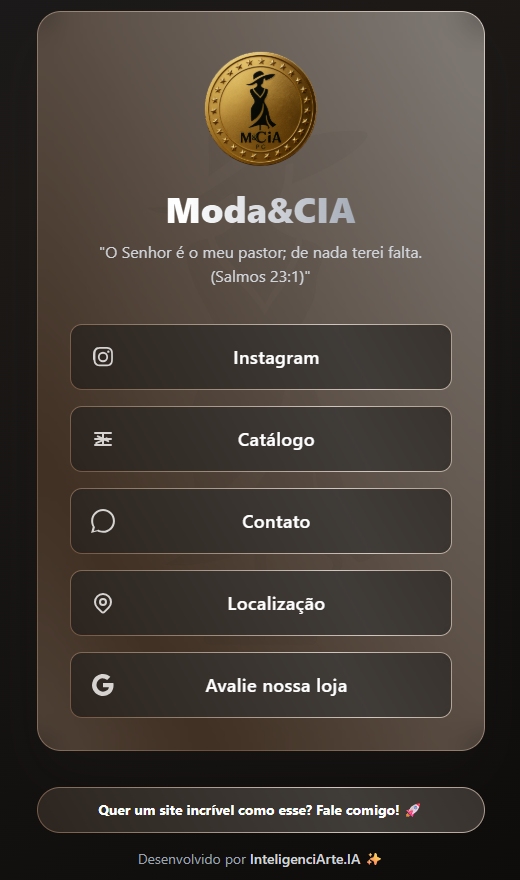 M&CIA
PG
Moda&CIA
"O Senhor é o meu pastor; de nada terei falta.
(Salmos 23:1)"
Instagram
Catálogo
Contato
Localização
Avalie nossa loja
Quer um site incrível como esse? Fale comigo! 🚀
Desenvolvido por InteligenciArte.IA ✨